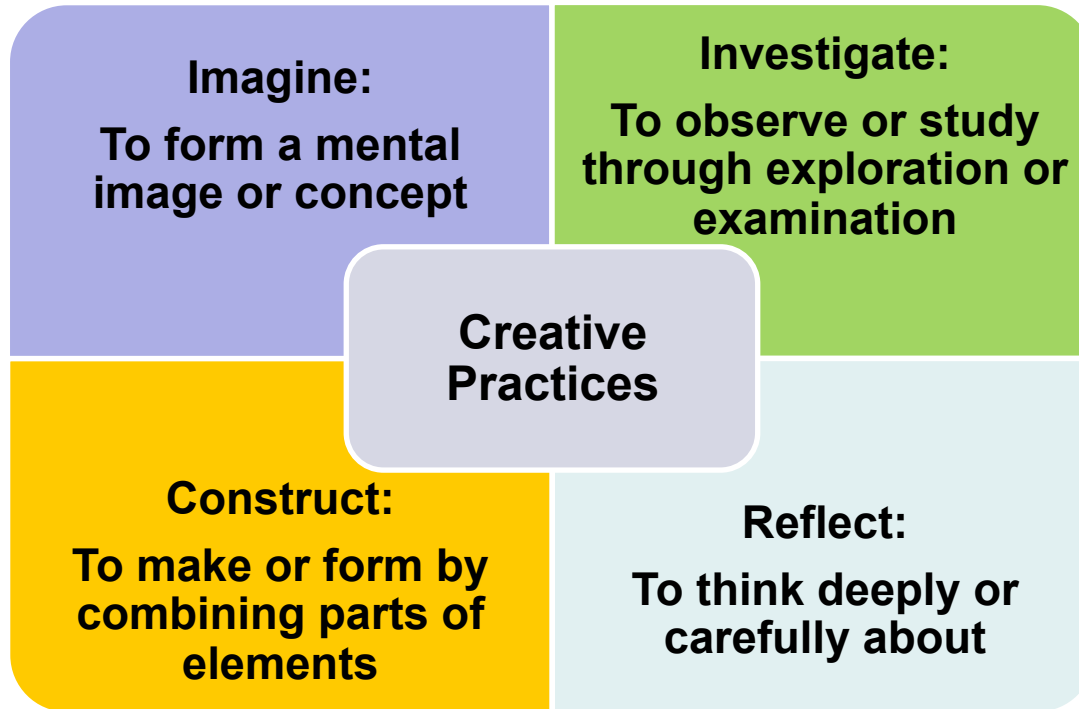 Imagine:
To form a mental
image or concept
Investigate:
To observe or study
through exploration or
examination
Creative
Practices
Construct:
To make or form by
combining parts of
elements
Reflect:
To think deeply or
carefully about